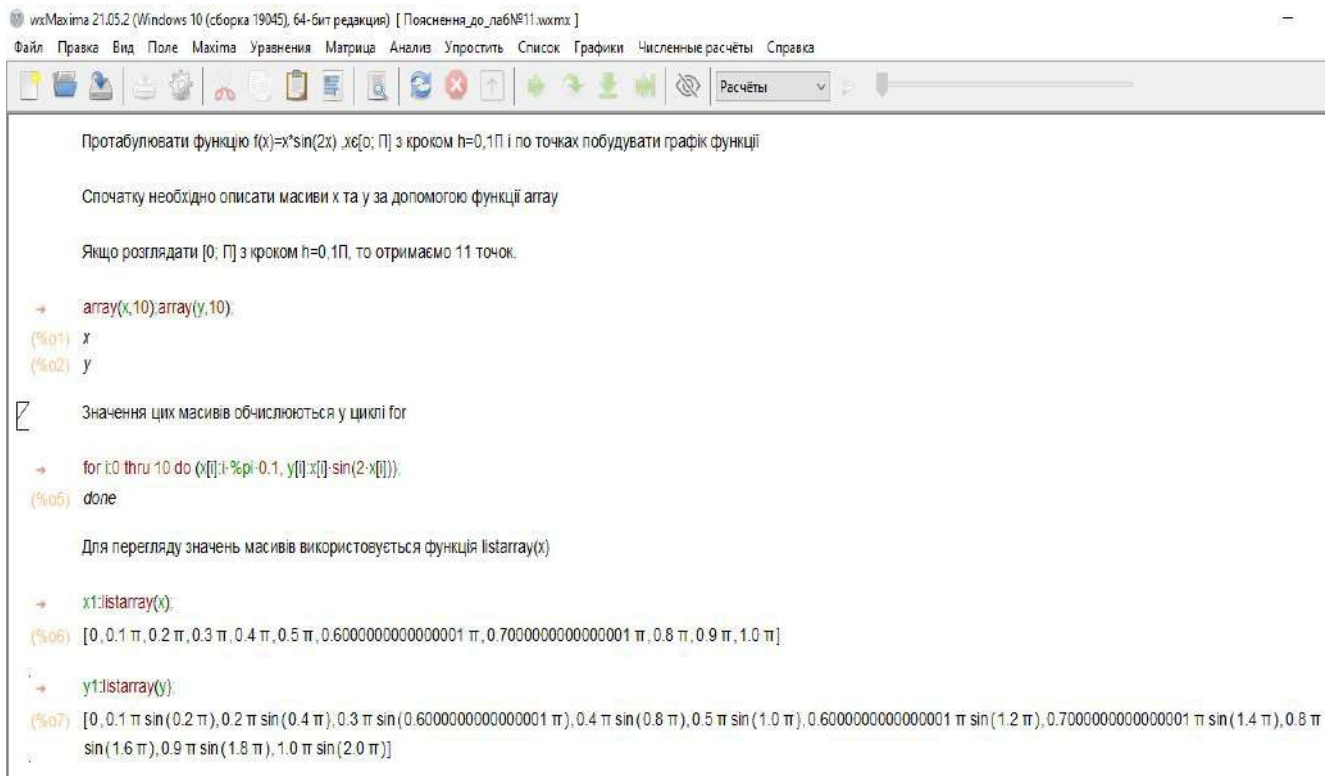 wxMaxima 21.05.2 (Windows 10 (сборка 19045), 64-бит редакция) [ Пояснення_до_лаб№11.wxmx ]
Файл Правка Вид Поле Maxima Уравнения Матрица Анализ Упростить Список Графики Численные расчёты Справка
Расчёты
Протабулювати функцію f(x)=x*sin(2x) ,xє[о; П] з кроком h=0,1П і по точках побудувати графік функції
Спочатку необхідно описати масиви x та y за допомогою функції array
Якщо розглядати [0; П] з кроком h=0,1П, то отримаємо 11 точок.
array(x,10);array(y,10);
(%o1) x
(%o2) y
Значення цих масивів обчислюються у циклі for
for i:0 thru 10 do (x[i]:i·%pi·0.1, y[i]:x[i]·sin(2·x[i]));
(%o5) done
Для перегляду значень масивів використовується функція listarray(x)
x1:listarray(x);
(%o6) [0,0.1 π,0.2 π,0.3 π,0.4 π,0.5 π,0.6000000000000001 π,0.7000000000000001 π,0.8 π,0.9 π,1.0 π]
y1:listarray(y);
(%o7) [0,0.1 π sin(0.2 π),0.2 π sin(0.4 π),0.3 π sin(0.6000000000000001 π),0.4 π sin(0.8 π),0.5 π sin(1.0 π),0.6000000000000001 π sin(1.2 π),0.7000000000000001 π sin(1.4 π),0.8 π
sin(1.6 π),0.9 π sin(1.8 π),1.0 π sin(2.0 π)]